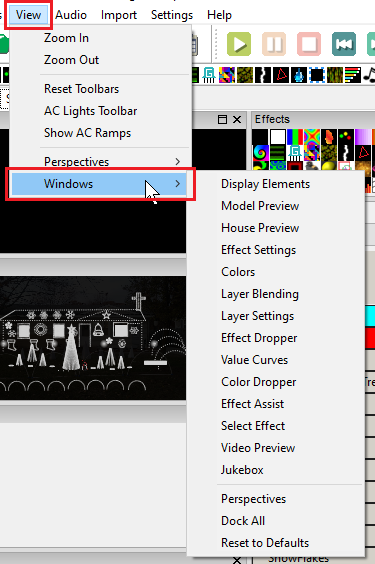 View Audio Import Settings Help
Zoom In
Zoom Out
Reset Toolbars
AC Lights Toolbar
Show AC Ramps
Effects
Perspectives
Windows
Display Elements
Model Preview
House Preview
Effect Settings
Colors
Layer Blending
Layer Settings
Effect Dropper
Value Curves
Color Dropper
Effect Assist
Select Effect
Video Preview
Jukebox
Perspectives
Dock All
Reset to Defaults